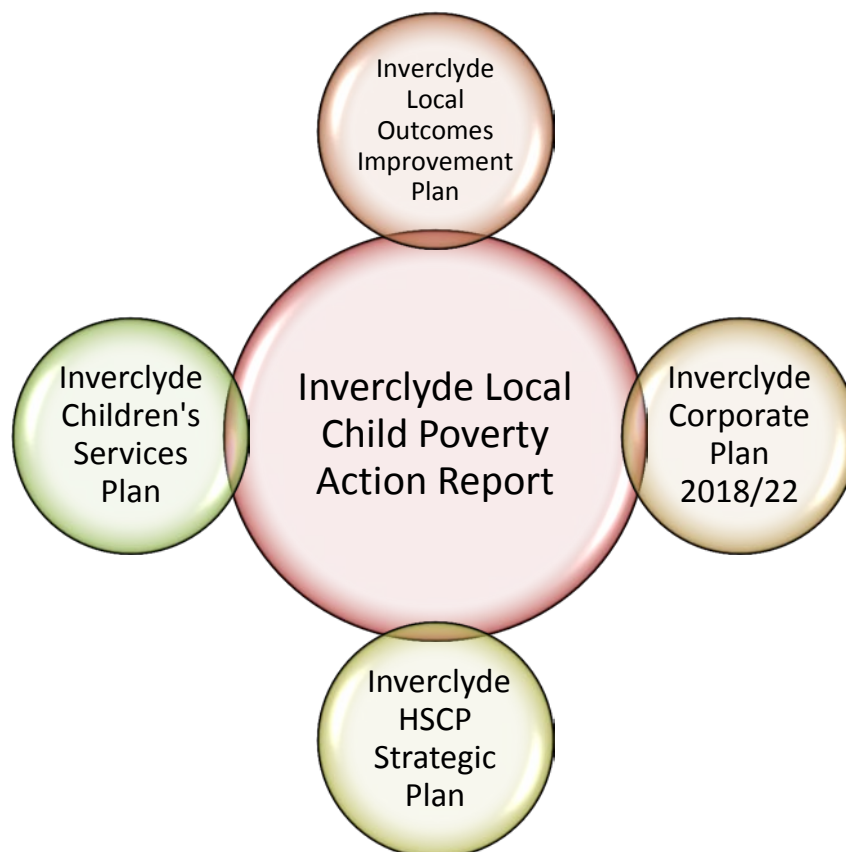 Inverclyde
Local
Outcomes
Improvement
Plan
Inverclyde
Children's
Services
Plan
Inverclyde Local
Child Poverty
Action Report
Inverclyde
Corporate
Plan
2018/22
Inverclyde
HSCP
Strategic
Plan